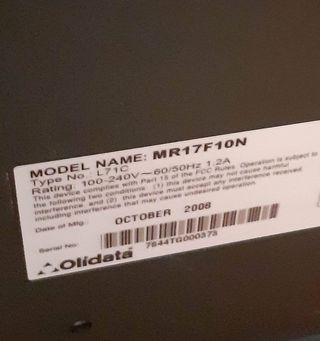 MODEL NAME: MR17F10N
Type No.: L71C
Rating: 100-240V~60/50Hz 1.2A
This device complies with Part 15 of the FCC Rules. Operation is subject to
the following two conditions: (1) this device may not cause harmful
interference and (2) this device must accept any interference received,
including interference that may cause undesired operation.
Date of Mfg.: OCTOBER 2008
Serial No.:
7844TG000373
Olidata